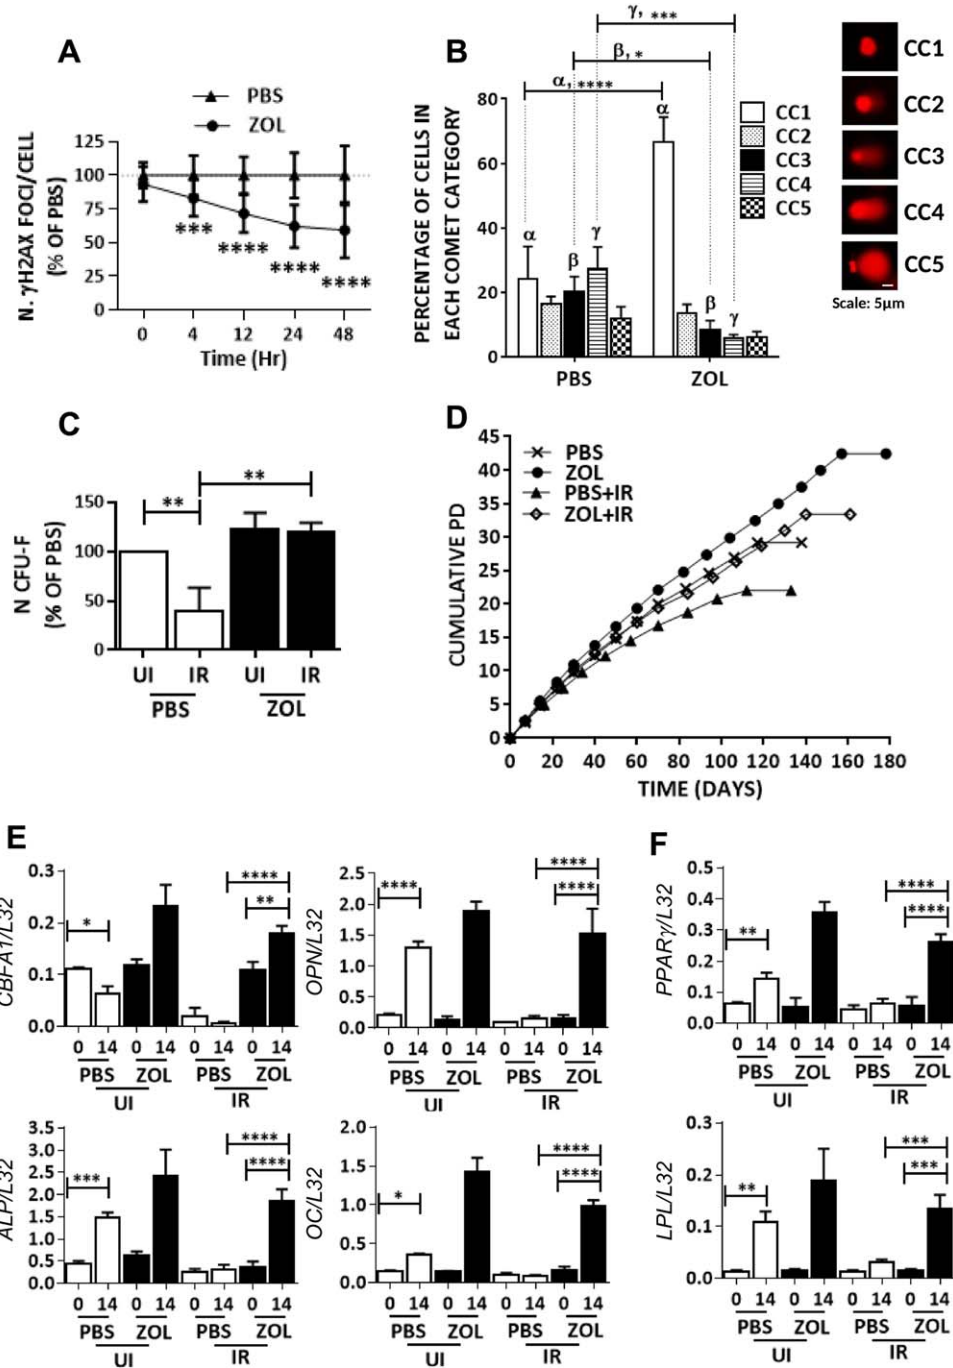 A
PBS
ZOL
N. γH2AX FOCI/CELL
(% OF PBS)
125
100
75
50
25
0
***
****
****
****
0 4 12 24 48
Time (Hr)
B
γ, ***
β, *
α, ****
PERCENTAGE OF CELLS IN
EACH COMET CATEGORY
80
60
40
20
0
α
β
γ
α
β
γ
PBS ZOL
CC1
CC2
CC3
CC4
CC5
CC1
CC2
CC3
CC4
CC5
Scale: 5µm
C
N CFU-F
(% OF PBS)
150
100
50
0
**
**
UI IR UI IR
PBS ZOL
D
CUMULATIVE PD
45
40
35
30
25
20
15
10
5
0
PBS
ZOL
PBS+IR
ZOL+IR
0 20 40 60 80 100 120 140 160 180
TIME (DAYS)
E
CBFA1/L32
0.3
0.2
0.1
0.0
*
****
**
0 14 0 14 0 14 0 14
PBS ZOL PBS ZOL
UI IR
OPN/L32
2.5
2.0
1.5
1.0
0.5
0.0
****
****
****
0 14 0 14 0 14 0 14
PBS ZOL PBS ZOL
UI IR
F
PPARγ/L32
0.5
0.4
0.3
0.2
0.1
0.0
**
****
****
0 14 0 14 0 14 0 14
PBS ZOL PBS ZOL
UI IR
ALP/L32
3.5
3.0
2.5
2.0
1.5
1.0
0.5
0.0
***
****
****
0 14 0 14 0 14 0 14
PBS ZOL PBS ZOL
UI IR
OC/L32
2.0
1.5
1.0
0.5
0.0
*
****
****
0 14 0 14 0 14 0 14
PBS ZOL PBS ZOL
UI IR
LPL/L32
0.3
0.2
0.1
0.0
**
***
***
0 14 0 14 0 14 0 14
PBS ZOL PBS ZOL
UI IR